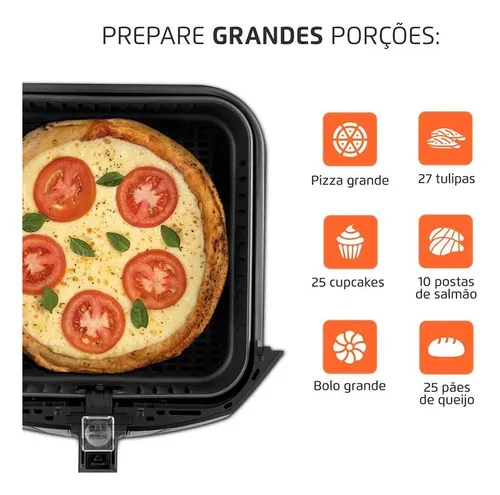 PREPARE GRANDES PORÇÕES:
Pizza grande
27 tulipas
25 cupcakes
10 postas
de salmão
Bolo grande
25 pães
de queijo